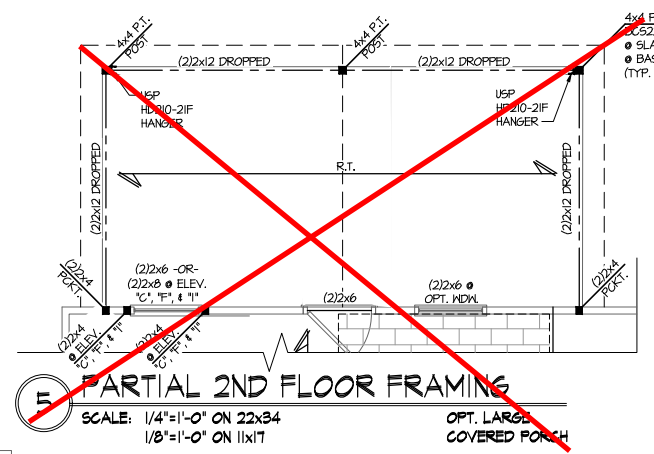 4x4 P.T.
POST
4x4 P.T.
POST
4x4 P
@ SLA
@ BAS
(TYP.
(2)2x12 DROPPED
(2)2x12 DROPPED
USP
HD210-2IF
HANGER
USP
HD210-2IF
HANGER
(2)2x12 DROPPED
R.T.
(2)2x12 DROPPED
(2)2x4
PCKT.
(2)2x6 -OR-
(2)2x8 @ ELEV.
"C", "F", & "I"
(2)2x6
(2)2x6 @
OPT. WDW.
(2)2x4
PCKT.
(2)2x4
@ ELEV.
"C", "F", & "I"
(2)2x4
@ ELEV.
"C", "F", & "I"
5
PARTIAL 2ND FLOOR FRAMING
SCALE: 1/4"=1'-0" ON 22x34
1/8"=1'-0" ON 11x17
OPT. LARGE
COVERED PORCH